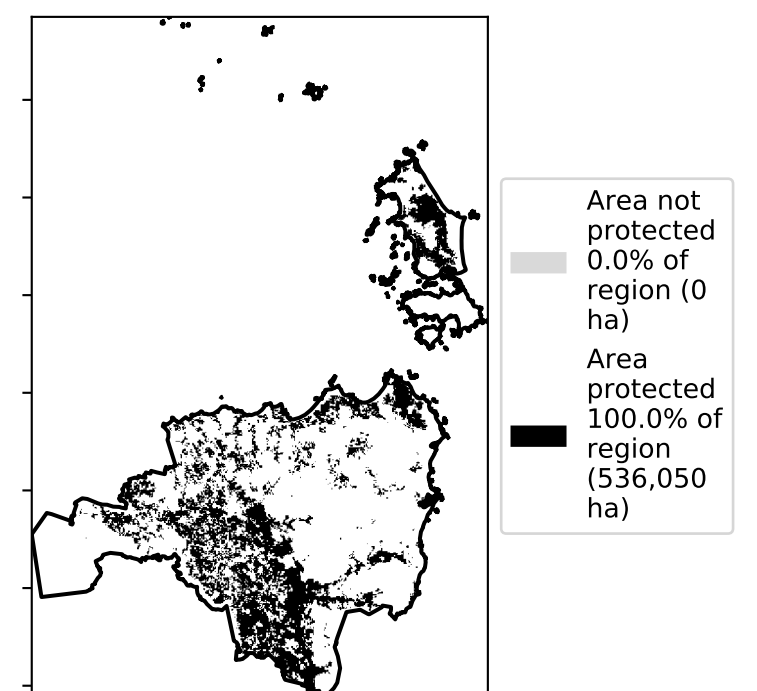 Area not
protected
0.0% of
region (0
ha)
Area
protected
100.0% of
region
(536,050
ha)